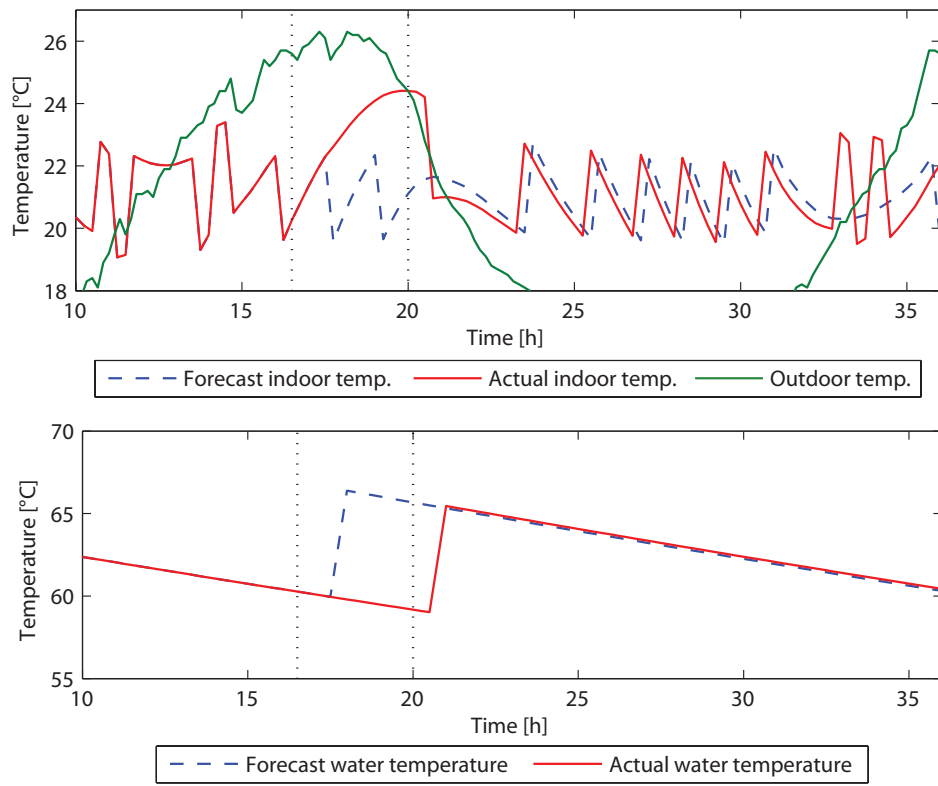 26
24
22
20
18
Temperature [°C]
10 15 20 25 30 35
Time [h]
Forecast indoor temp. Actual indoor temp. Outdoor temp.
70
65
60
55
Temperature [°C]
10 15 20 25 30 35
Time [h]
Forecast water temperature Actual water temperature